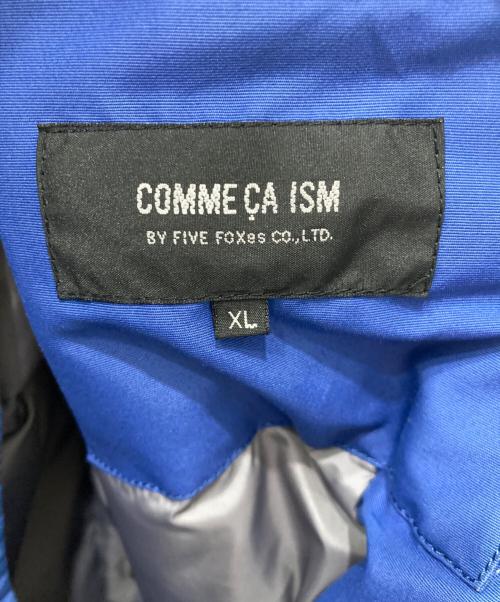 COMME ÇA ISM
BY FIVE FOXes CO.,LTD.
XL